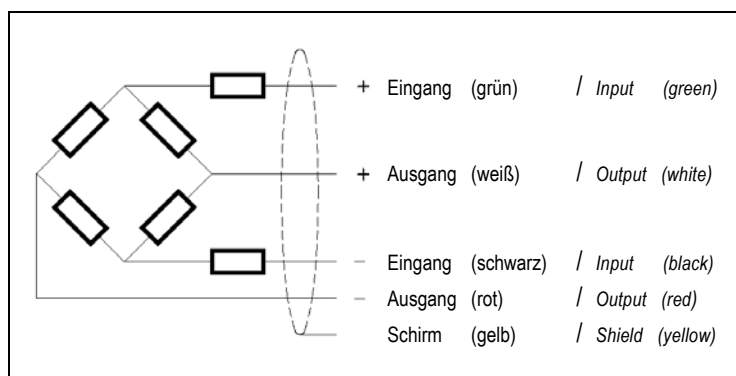 + Eingang (grün) / Input (green)
+ Ausgang (weiß) / Output (white)
– Eingang (schwarz) / Input (black)
– Ausgang (rot) / Output (red)
Schirm (gelb) / Shield (yellow)